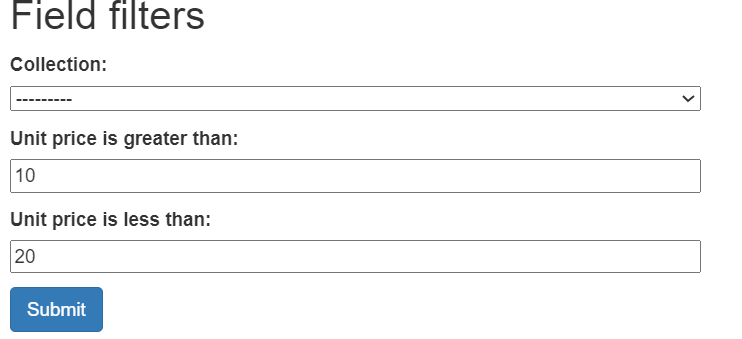 Field filters
Collection:
---------
Unit price is greater than:
10
Unit price is less than:
20
Submit